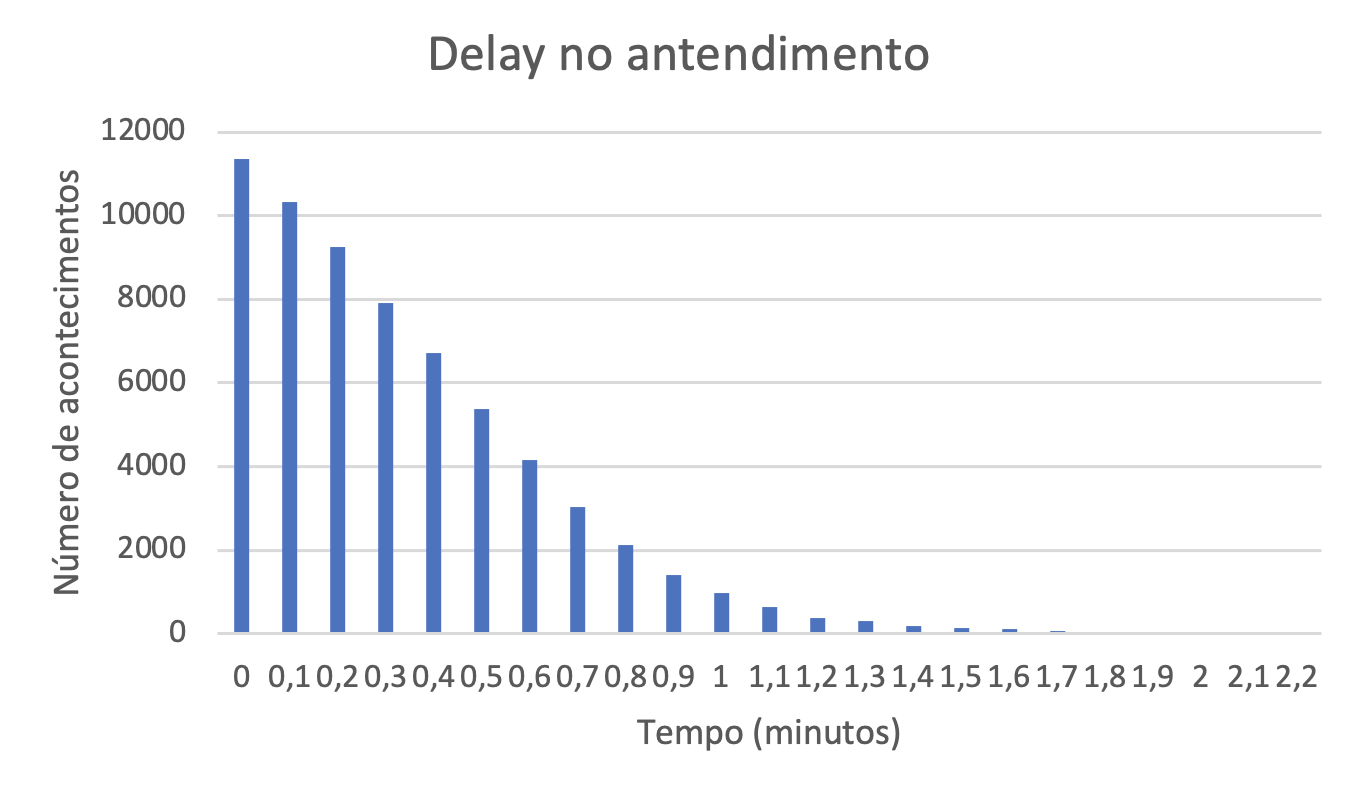 Delay no antendimento
12000
10000
8000
6000
4000
2000
0
Número de acontecimentos
0 0,1 0,2 0,3 0,4 0,5 0,6 0,7 0,8 0,9 1 1,1 1,2 1,3 1,4 1,5 1,6 1,7 1,8 1,9 2 2,1 2,2
Tempo (minutos)